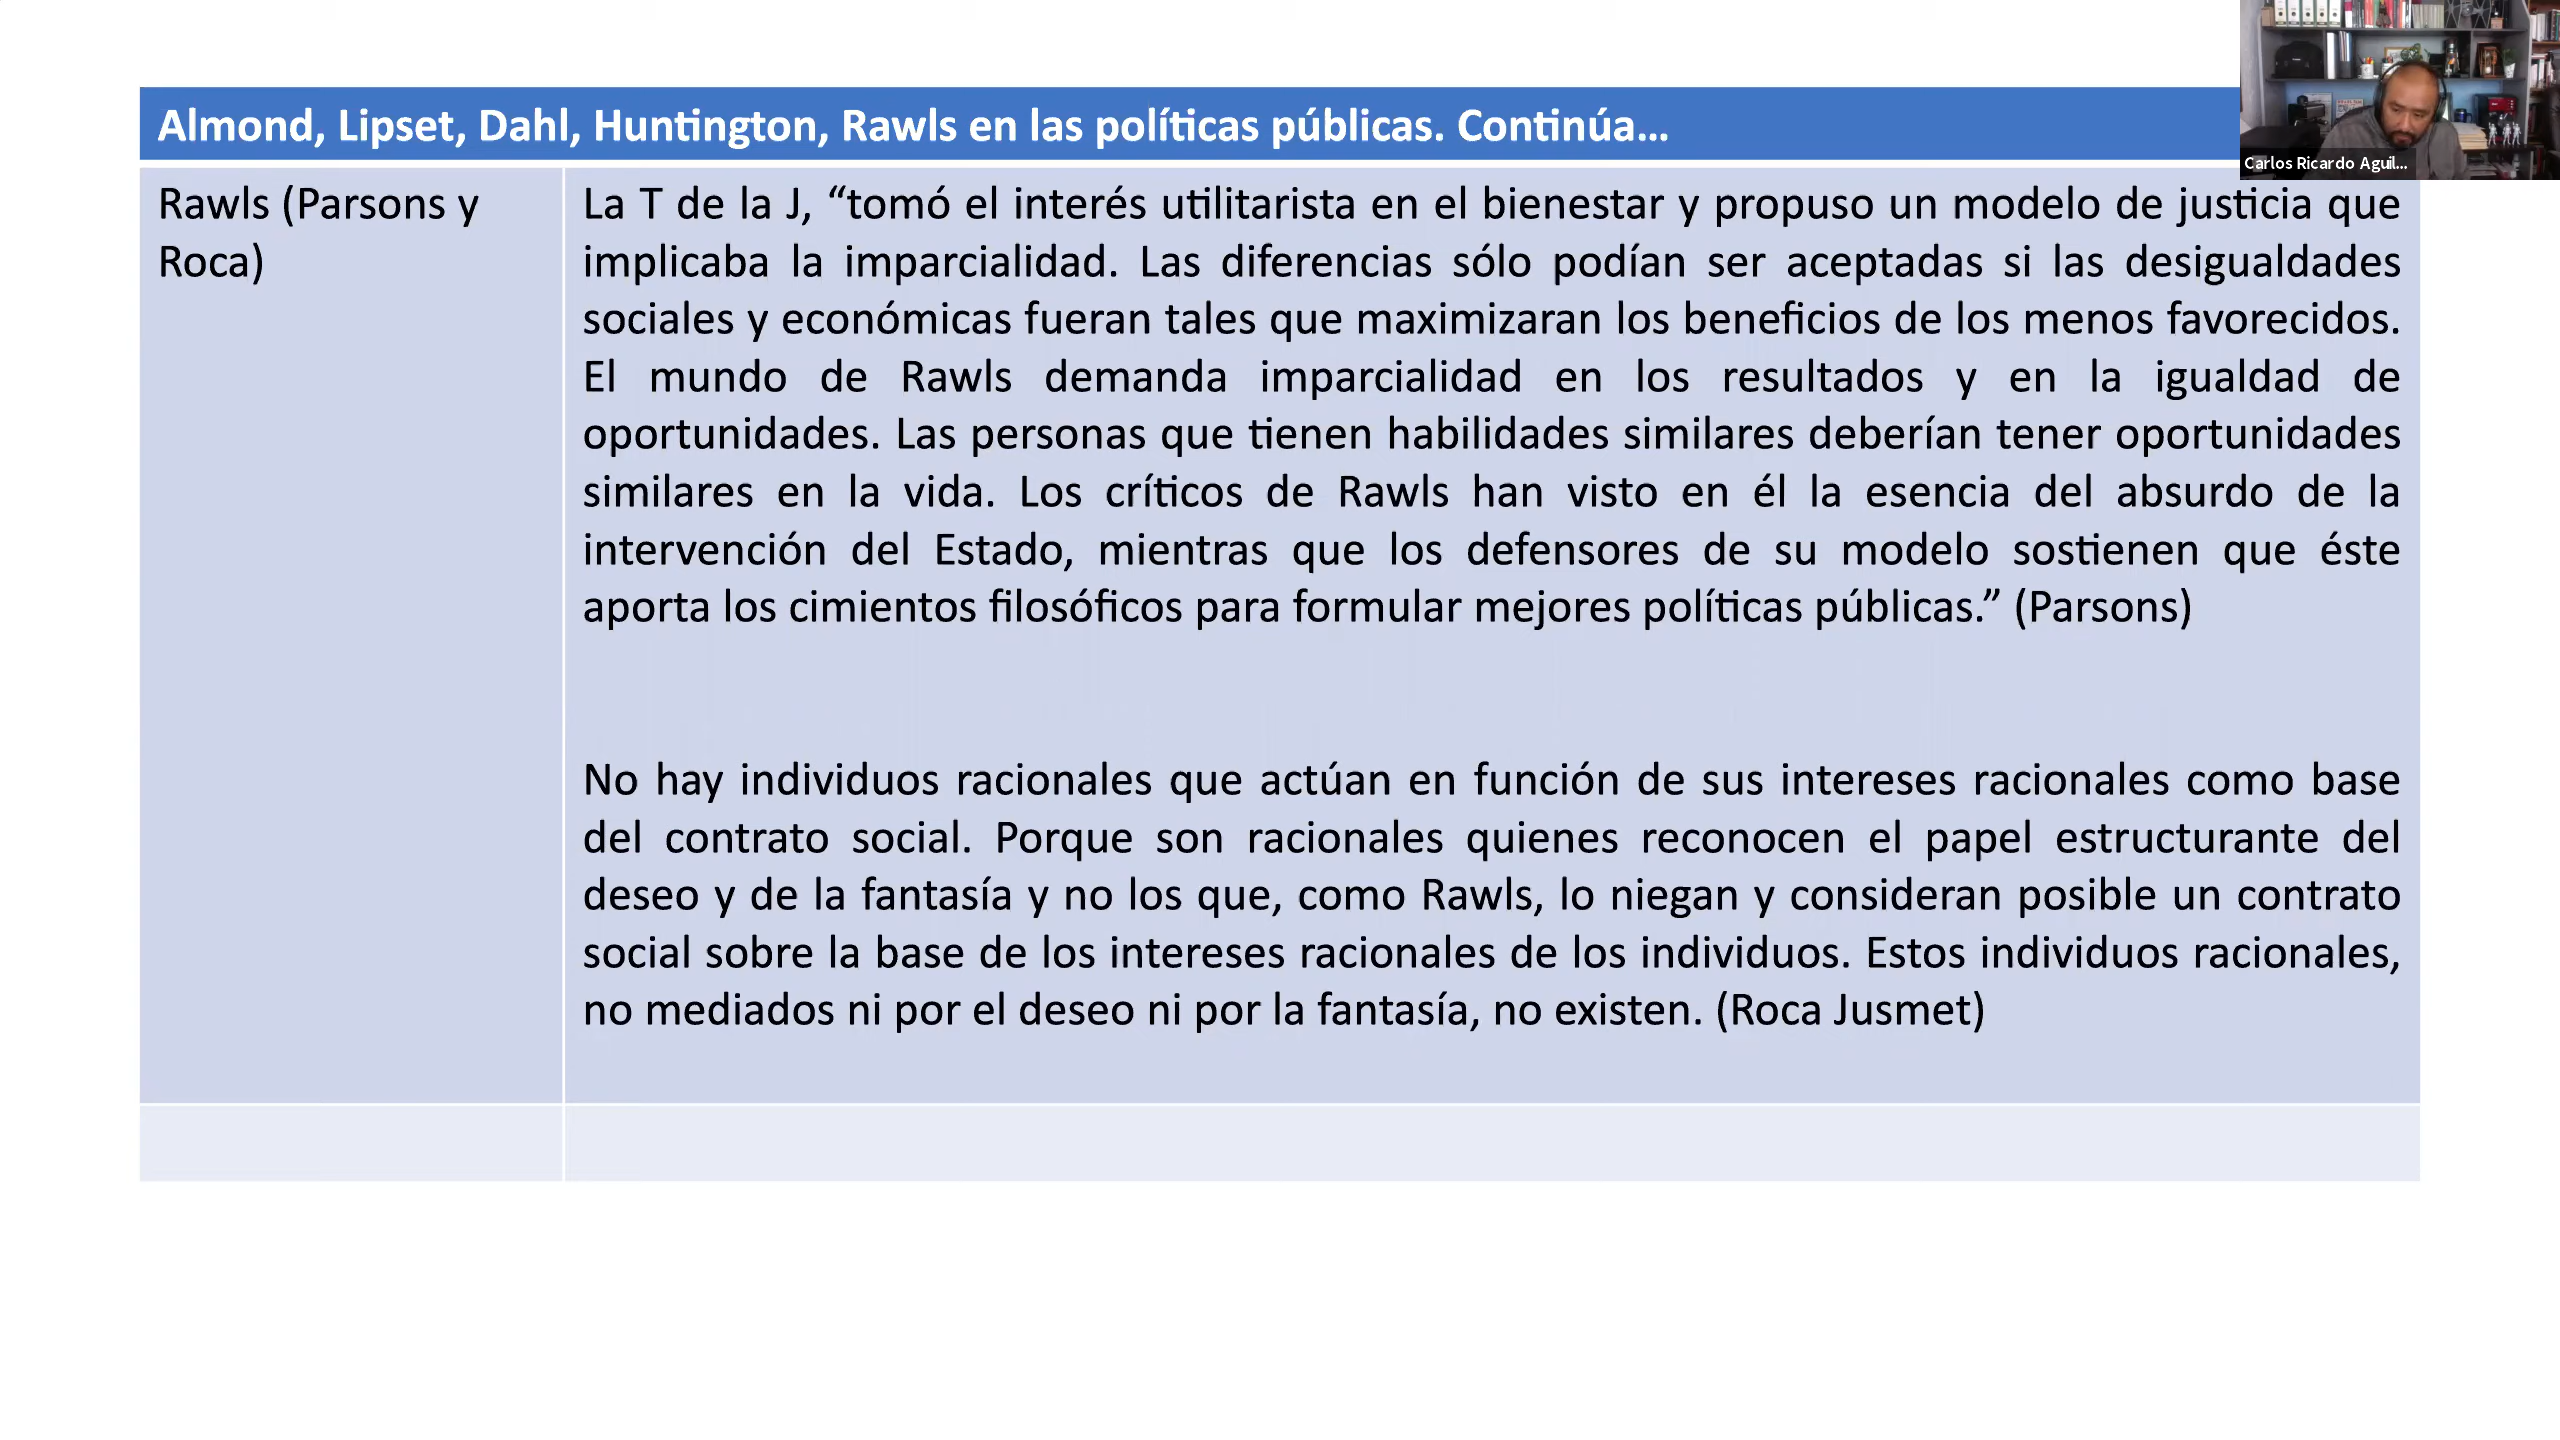 Almond, Lipset, Dahl, Huntington, Rawls en las políticas públicas. Continúa...
Carlos Ricardo Aguil...
Rawls (Parsons y
Roca)
La T de la J, “tomó el interés utilitarista en el bienestar y propuso un modelo de justicia que
implicaba la imparcialidad. Las diferencias sólo podían ser aceptadas si las desigualdades
sociales y económicas fueran tales que maximizaran los beneficios de los menos favorecidos.
El mundo de Rawls demanda imparcialidad en los resultados y en la igualdad de
oportunidades. Las personas que tienen habilidades similares deberían tener oportunidades
similares en la vida. Los críticos de Rawls han visto en él la esencia del absurdo de la
intervención del Estado, mientras que los defensores de su modelo sostienen que éste
aporta los cimientos filosóficos para formular mejores políticas públicas.” (Parsons)
No hay individuos racionales que actúan en función de sus intereses racionales como base
del contrato social. Porque son racionales quienes reconocen el papel estructurante del
deseo y de la fantasía y no los que, como Rawls, lo niegan y consideran posible un contrato
social sobre la base de los intereses racionales de los individuos. Estos individuos racionales,
no mediados ni por el deseo ni por la fantasía, no existen. (Roca Jusmet)